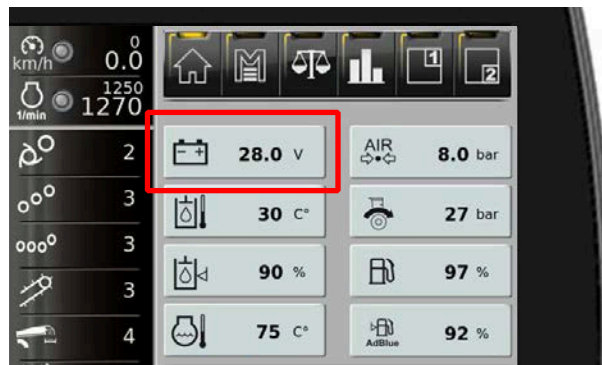 km/h
0
0.0
1/min
1250
1270
2
3
3
3
4
1
2
28.0 V
30 C°
90 %
75 C°
AIR
8.0 bar
27 bar
97 %
AdBlue
92 %